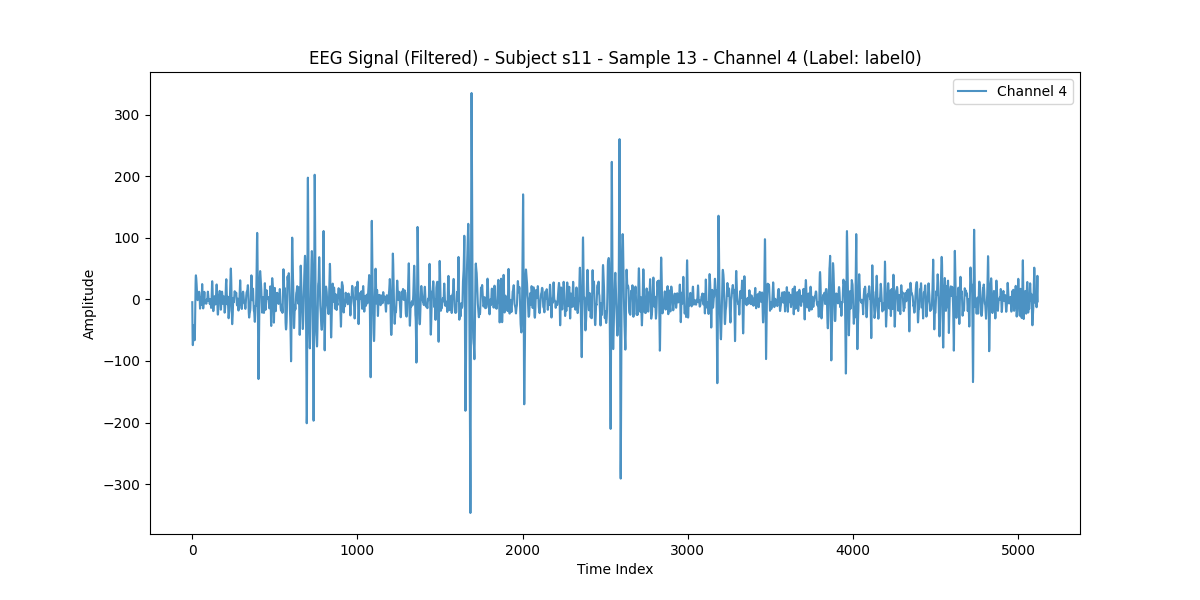 EEG Signal (Filtered) - Subject s11 - Sample 13 - Channel 4 (Label: label0)
Channel 4
300
200
100
0
−100
−200
−300
Amplitude
0 1000 2000 3000 4000 5000
Time Index